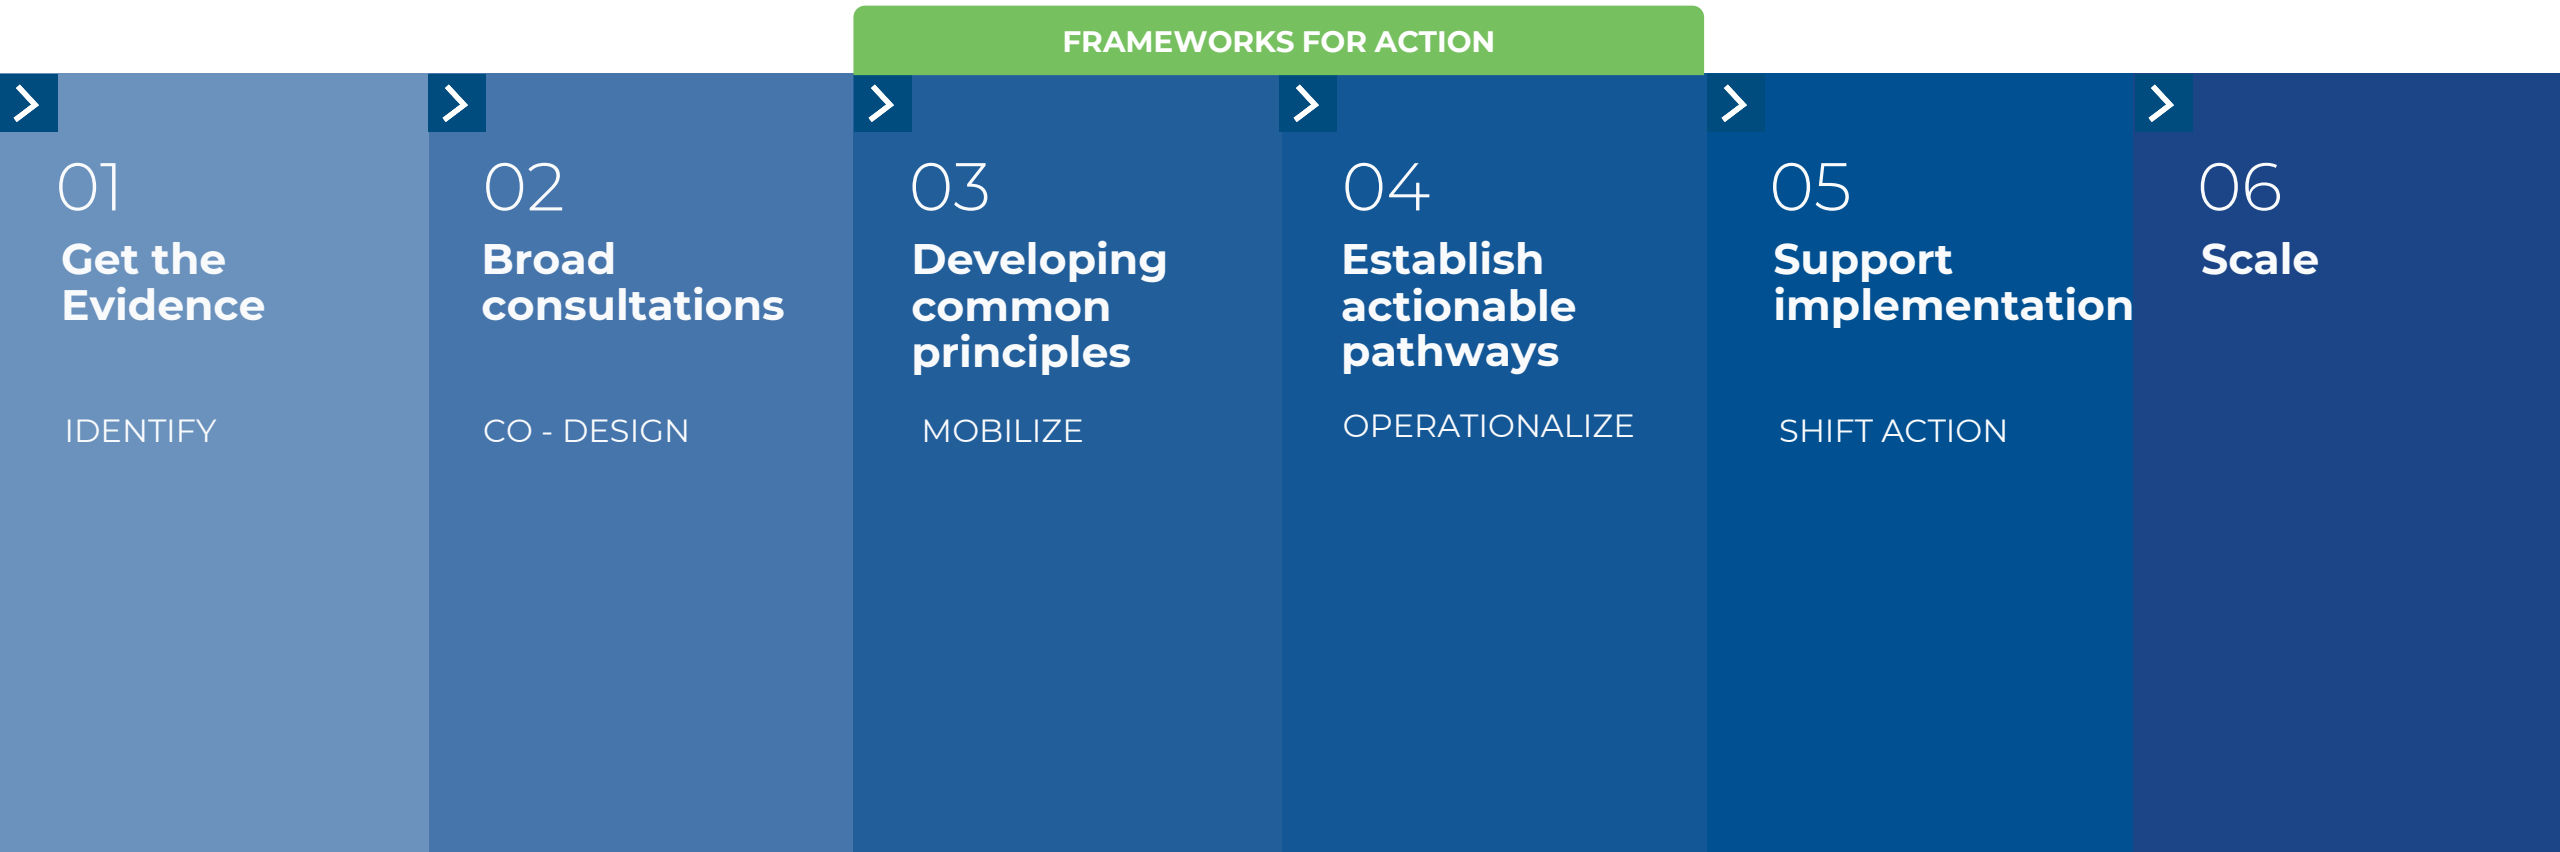 FRAMEWORKS FOR ACTION
01
Get the
Evidence
IDENTIFY
02
Broad
consultations
CO - DESIGN
03
Developing
common
principles
MOBILIZE
04
Establish
actionable
pathways
OPERATIONALIZE
05
Support
implementation
SHIFT ACTION
06
Scale